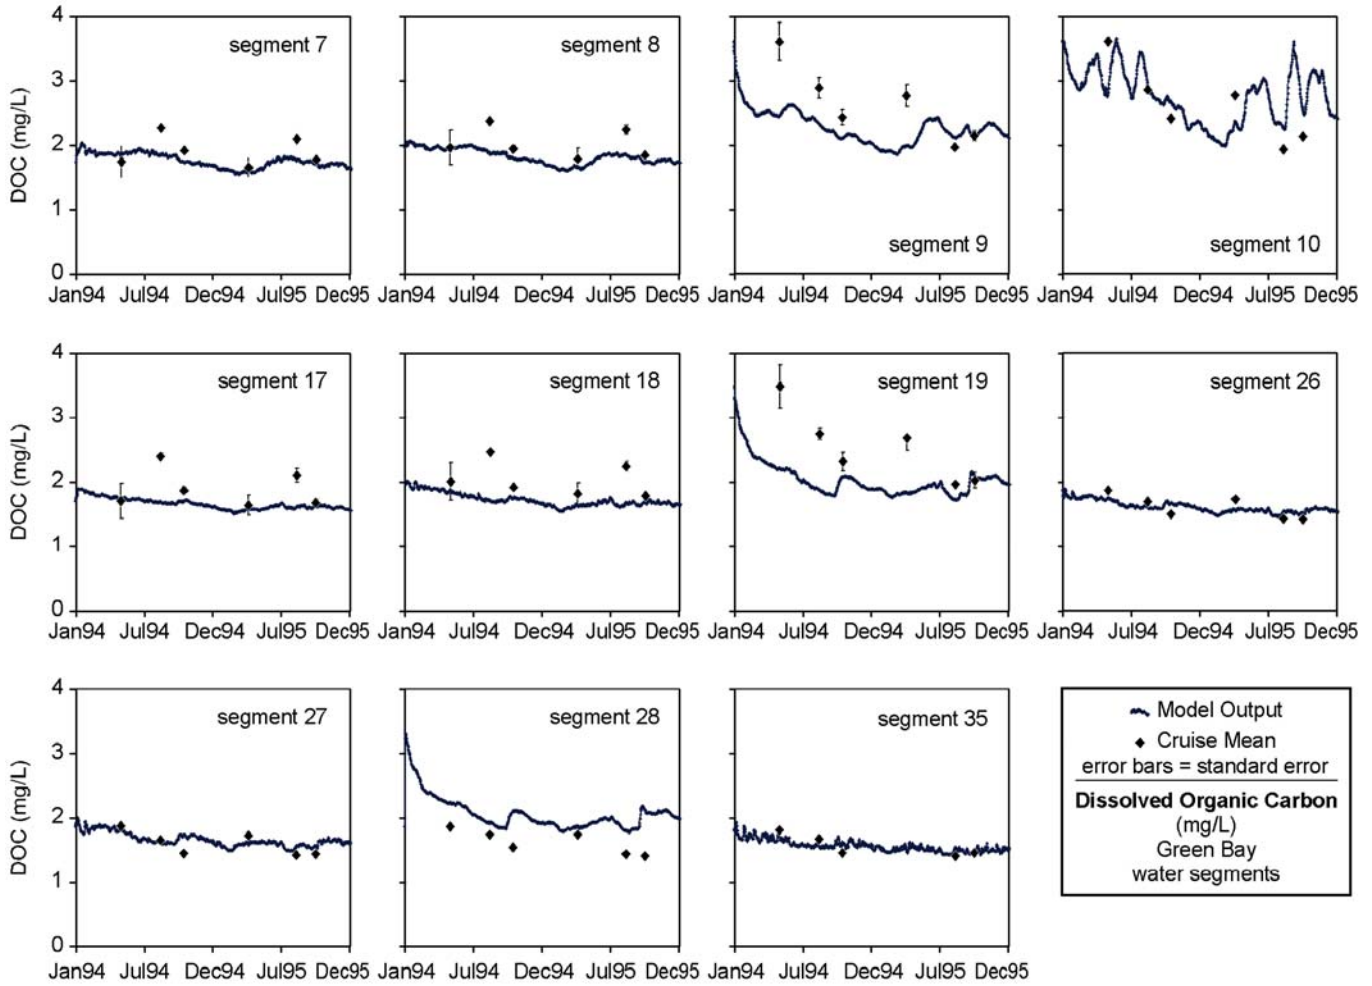 DOC (mg/L)
4
3
2
1
0
segment 7
Jan94 Jul94 Dec94 Jul95 Dec95
segment 8
Jan94 Jul94 Dec94 Jul95 Dec95
segment 9
Jan94 Jul94 Dec94 Jul95 Dec95
segment 10
Jan94 Jul94 Dec94 Jul95 Dec95
DOC (mg/L)
4
3
2
1
0
segment 17
Jan94 Jul94 Dec94 Jul95 Dec95
segment 18
Jan94 Jul94 Dec94 Jul95 Dec95
segment 19
Jan94 Jul94 Dec94 Jul95 Dec95
segment 26
Jan94 Jul94 Dec94 Jul95 Dec95
DOC (mg/L)
4
3
2
1
0
segment 27
Jan94 Jul94 Dec94 Jul95 Dec95
segment 28
Jan94 Jul94 Dec94 Jul95 Dec95
segment 35
Jan94 Jul94 Dec94 Jul95 Dec95
Model Output
Cruise Mean
error bars = standard error
Dissolved Organic Carbon
(mg/L)
Green Bay
water segments